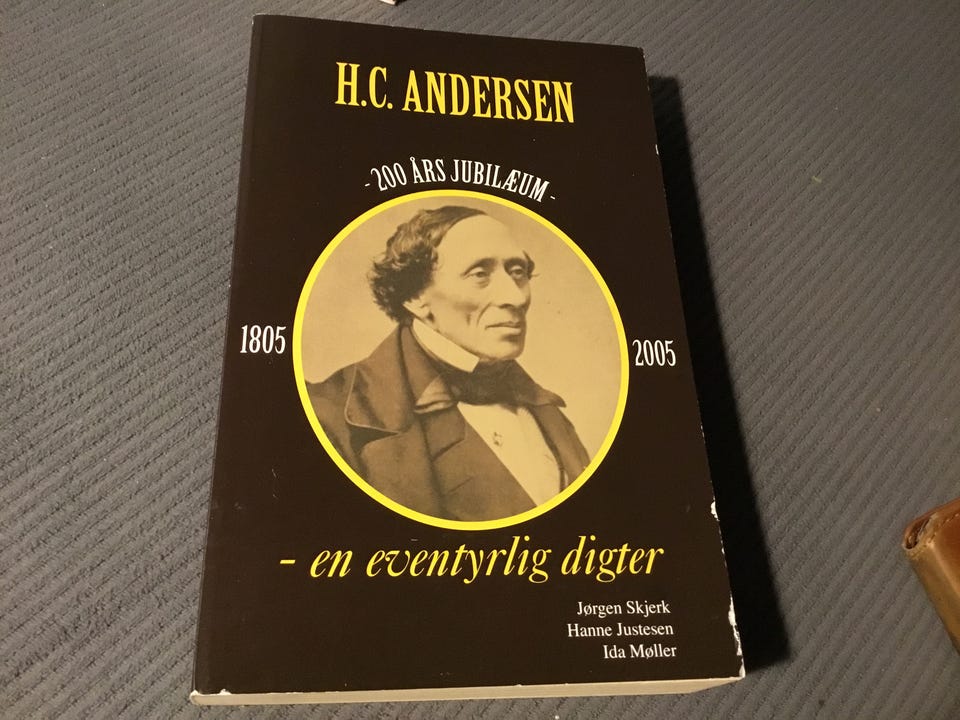 H.C. ANDERSEN
- 200 ÅRS JUBILÆUM -
1805
2005
- en eventyrlig digter
Jørgen Skjerk
Hanne Justesen
Ida Møller